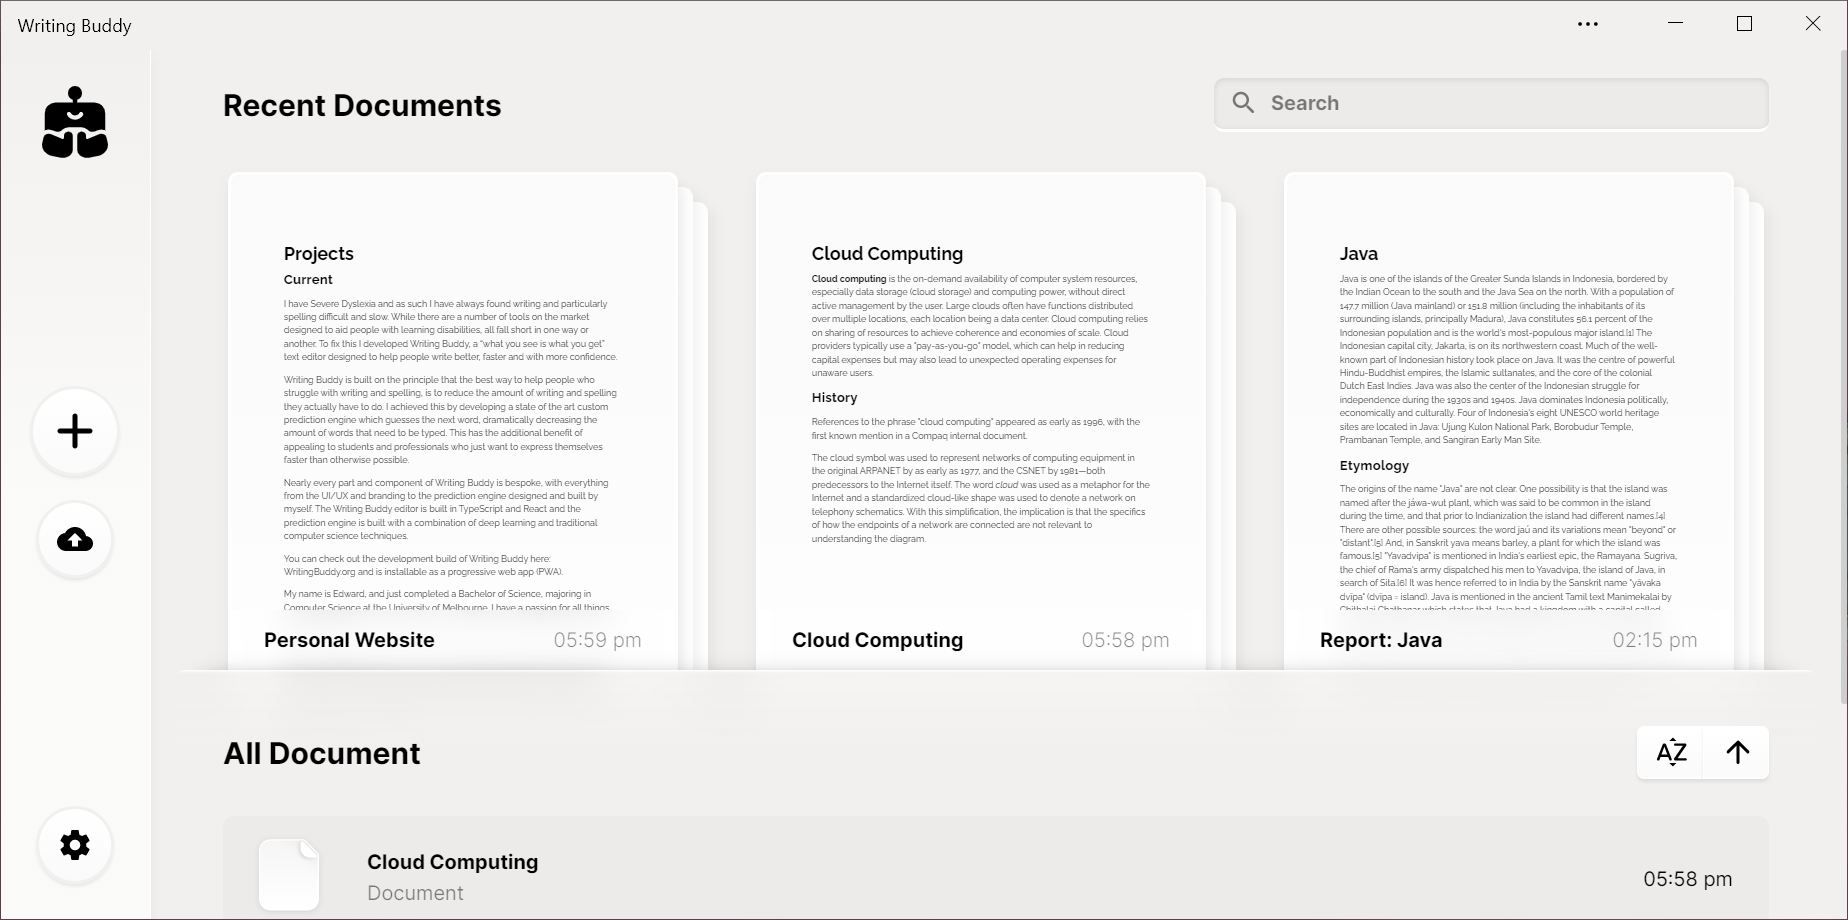 Writing Buddy
Recent Documents
Search
Projects
Current
I have Severe Dyslexia and as such I have always found writing and particularly
spelling difficult and slow. While there are a number of tools on the market
designed to aid people with learning disabilities, all fall short in one way or
another. To fix this I developed Writing Buddy, a “what you see is what you get”
text editor designed to help people write better, faster and with more confidence.
Writing Buddy is built on the principle that the best way to help people who
struggle with writing and spelling, is to reduce the amount of writing and spelling
they actually have to do. I achieved this by developing a state of the art custom
prediction engine which guesses the next word, dramatically decreasing the
amount of words that need to be typed. This has the additional benefit of
appealing to students and professionals who just want to express themselves
faster than otherwise possible.
Nearly every part and component of Writing Buddy is bespoke, with everything
from the UI/UX and branding to the prediction engine designed and built by
myself. The Writing Buddy editor is built in TypeScript and React and the
prediction engine is built with a combination of deep learning and traditional
computer science techniques.
You can check out the development build of Writing Buddy here:
WritingBuddy.org and is installable as a progressive web app (PWA).
My name is Edward, and just completed a Bachelor of Science, majoring in
Computer Science at the University of Melbourne. I have a passion for all things
Personal Website
05:59 pm
Cloud Computing
Cloud computing is the on-demand availability of computer system resources,
especially data storage (cloud storage) and computing power, without direct
active management by the user. Large clouds often have functions distributed
over multiple locations, each location being a data center. Cloud computing relies
on sharing of resources to achieve coherence and economies of scale. Cloud
providers typically use a "pay-as-you-go" model, which can help in reducing
capital expenses but may also lead to unexpected operating expenses for
unaware users.
History
References to the phrase "cloud computing" appeared as early as 1996, with the
first known mention in a Compaq internal document.
The cloud symbol was used to represent networks of computing equipment in
the original ARPANET by as early as 1977, and the CSNET by 1981—both
predecessors to the Internet itself. The word cloud was used as a metaphor for the
Internet and a standardized cloud-like shape was used to denote a network on
telephony schematics. With this simplification, the implication is that the specifics
of how the endpoints of a network are connected are not relevant to
understanding the diagram.
Cloud Computing
05:58 pm
Java
Java is one of the islands of the Greater Sunda Islands in Indonesia, bordered by
the Indian Ocean to the south and the Java Sea on the north. With a population of
147.7 million (Java mainland) or 151.8 million (including the inhabitants of its
surrounding islands, principally Madura), Java constitutes 56.1 percent of the
Indonesian population and is the world's most-populous major island.[1] The
Indonesian capital city, Jakarta, is on its northwestern coast. Much of the well-
known part of Indonesian history took place on Java. It was the centre of powerful
Hindu-Buddhist empires, the Islamic sultanates, and the core of the colonial
Dutch East Indies. Java was also the center of the Indonesian struggle for
independence during the 1930s and 1940s. Java dominates Indonesia politically,
economically and culturally. Four of Indonesia's eight UNESCO world heritage
sites are located in Java: Ujung Kulon National Park, Borobudur Temple,
Prambanan Temple, and Sangiran Early Man Site.
Etymology
The origins of the name "Java" are not clear. One possibility is that the island was
named after the jáwa-wut plant, which was said to be common in the island
during the time, and that prior to Indianization the island had different names.[4]
There are other possible sources: the word jaú and its variations mean "beyond" or
"distant".[5] And, in Sanskrit yava means barley, a plant for which the island was
famous.[5] "Yavadvipa" is mentioned in India's earliest epic, the Ramayana. Sugriva,
the chief of Rama's army dispatched his men to Yavadvipa, the island of Java, in
search of Sita.[6] It was hence referred to in India by the Sanskrit name "yāvaka
dvīpa" (dvīpa = island). Java is mentioned in the ancient Tamil text Manimekalai by
Chithalai Chathanar which states that Java had a kingdom with a capital called
Report: Java
02:15 pm
All Document
AZ
Cloud Computing
Document
05:58 pm